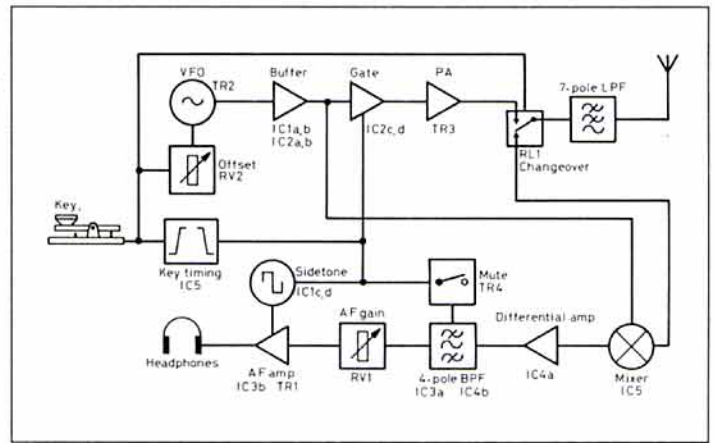 VFO
TR2
Buffer
IC1a,b
IC2a,b
Gate
IC2c,d
PA
TR3
7-pole LPF
RL1
Changeover
Offset
RV2
Key.
Key timing
IC5
Sidetone
IC1c,d
Mute
TR4
AF gain
RV1
Differential amp
IC4a
Headphones
AF amp
IC3b TR1
4-pole BPF
IC3a IC4b
Mixer
IC5